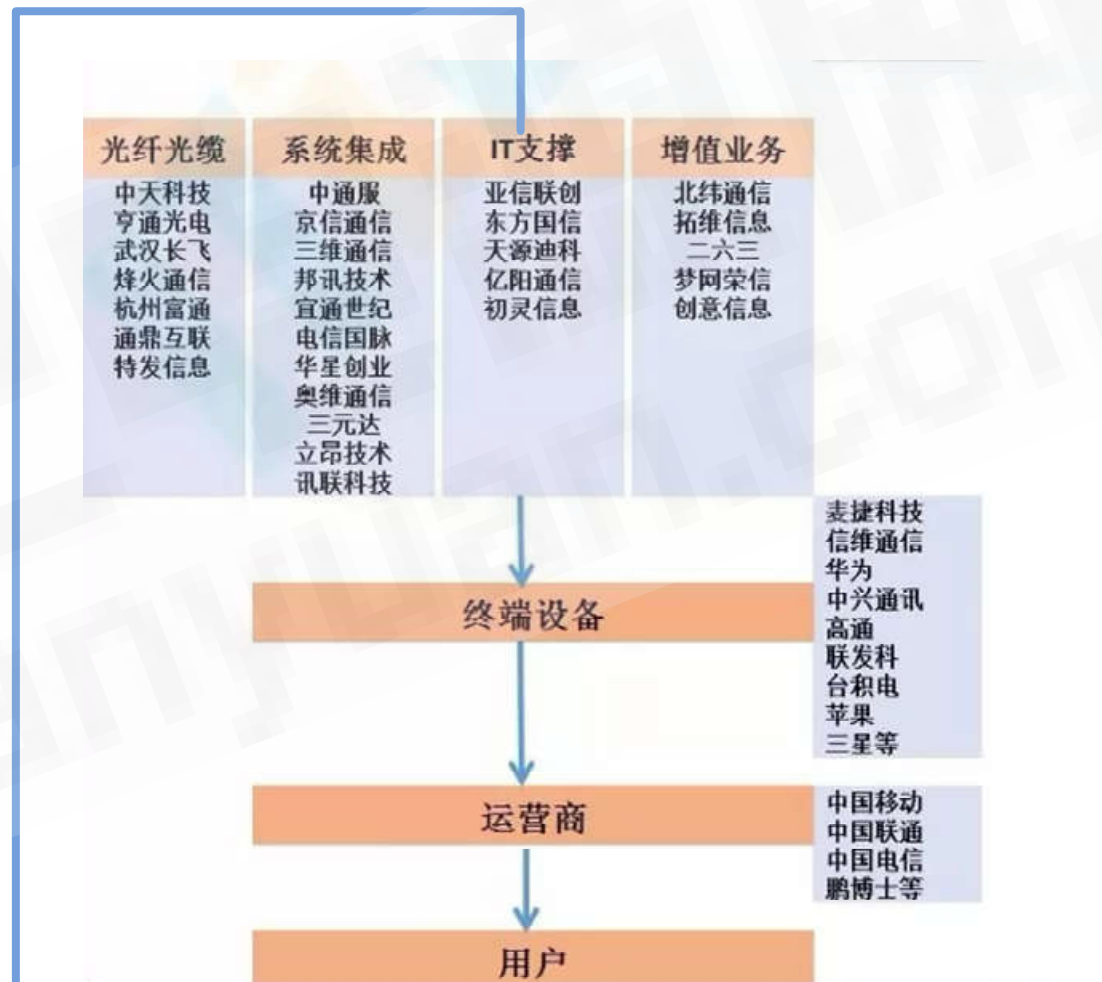 光纤光缆
中天科技
亨通光电
武汉长飞
烽火通信
杭州富通
通鼎互联
特发信息
系统集成
中通服
京信通信
三维通信
邦讯技术
宜通世纪
电信国脉
华星创业
奥维通信
三元达
立昂技术
讯联科技
IT支撑
亚信联创
东方国信
天源迪科
亿阳通信
初灵信息
增值业务
北纬通信
拓维信息
二六三
梦网荣信
创意信息
终端设备
麦捷科技
信维通信
华为
中兴通讯
高通
联发科
台积电
苹果
三星等
运营商
中国移动
中国联通
中国电信
鹏博士等
用户